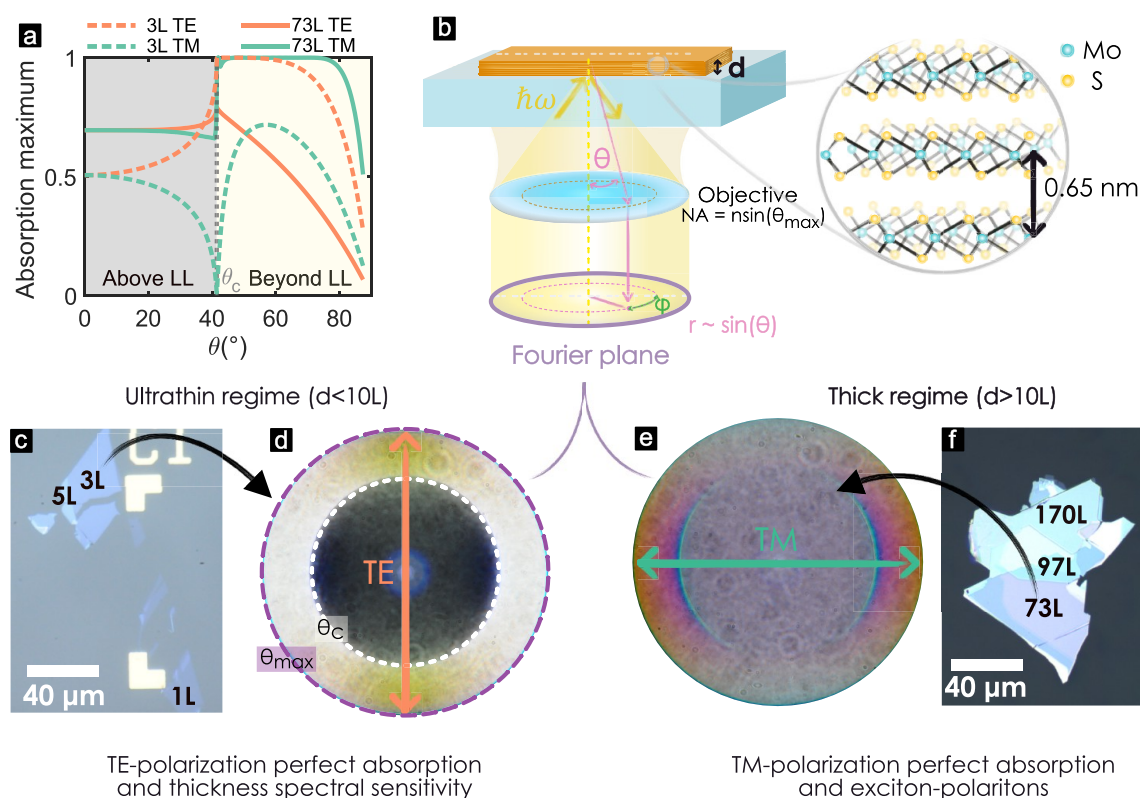 a
3L TE
73L TE
3L TM
73L TM
Absorption maximum
1
0.5
0
Above LL
θc
Beyond LL
0
20
40
60
80
θ(°)
b
d
ħω
θ
Objective
NA = nsin(θmax)
φ
r ~ sin(θ)
Fourier plane
Mo
S
0.65 nm
Ultrathin regime (d<10L)
Thick regime (d>10L)
c
3L
5L
1L
40 μm
d
TE
θc
θmax
e
TM
f
170L
97L
73L
40 μm
TE-polarization perfect absorption
and thickness spectral sensitivity
TM-polarization perfect absorption
and exciton-polaritons